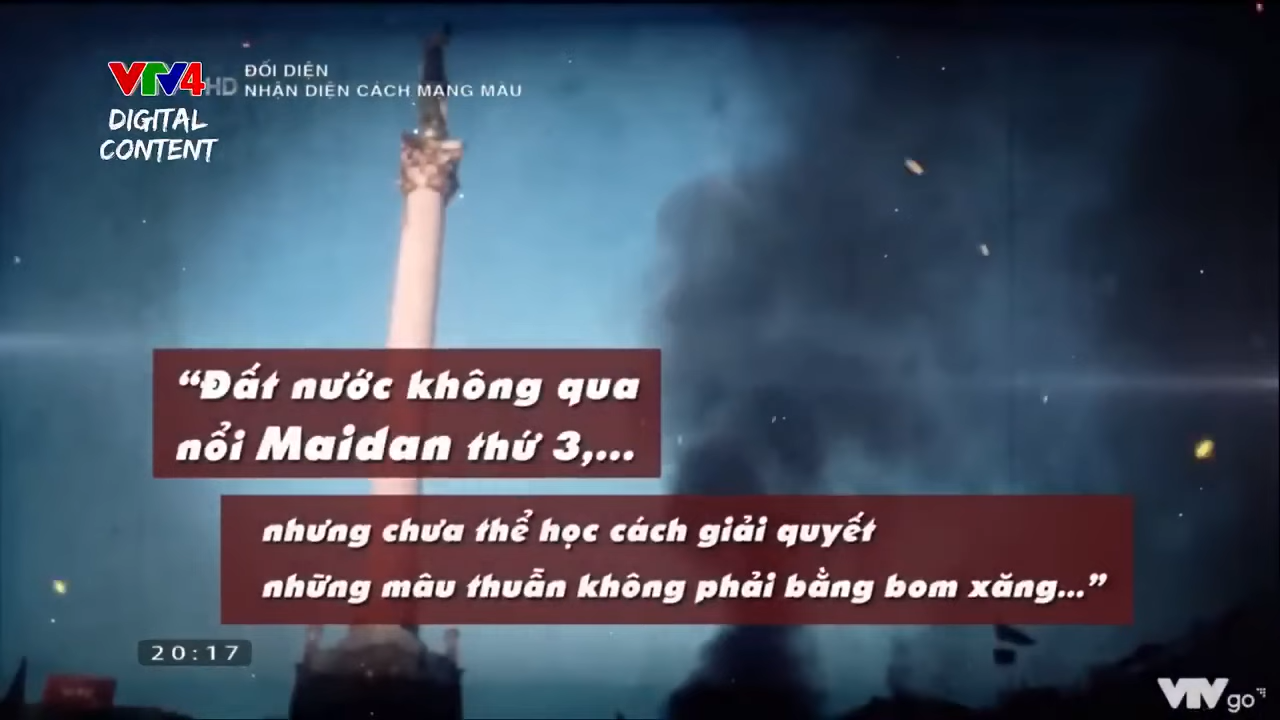 VTV4
HD
ĐỐI DIỆN
NHẬN DIỆN CÁCH MẠNG MÀU
DIGITAL
CONTENT
“Đất nước không qua
nổi Maidan thứ 3,...
nhưng chưa thể học cách giải quyết
những mâu thuẫn không phải bằng bom xăng...”
20:17
VTVgo